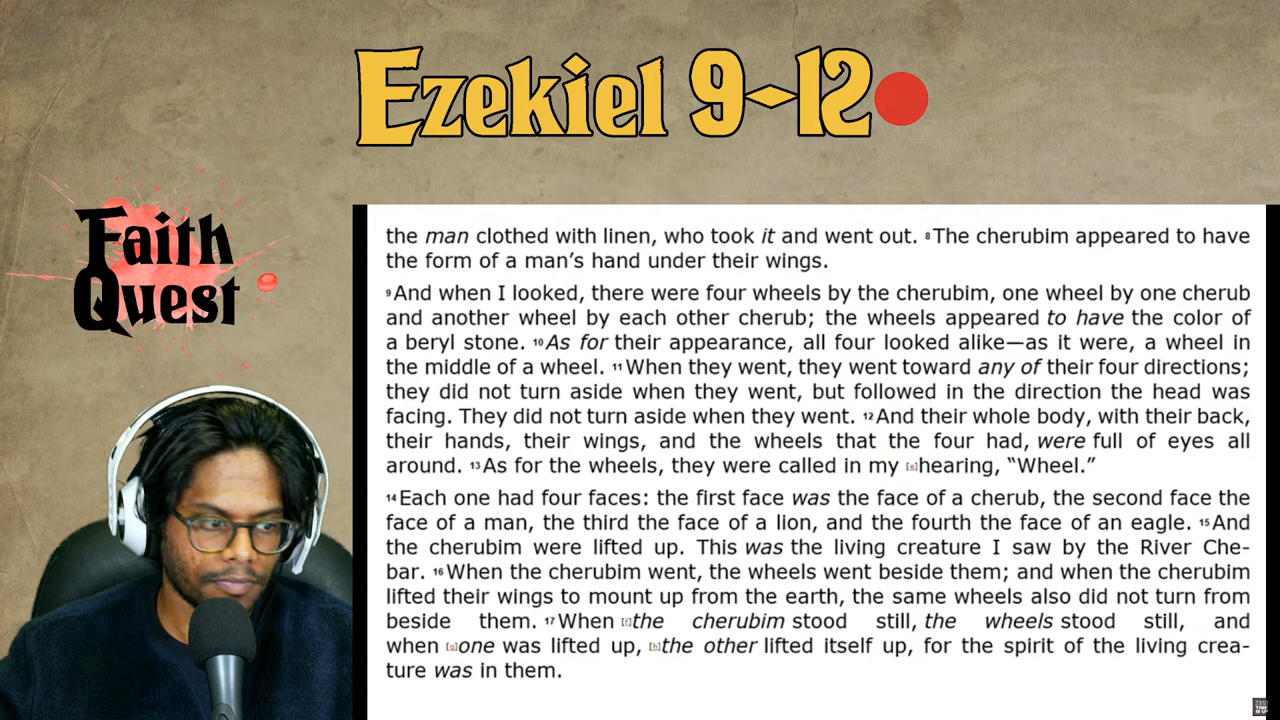 Ezekiel 9-12
Faith
Quest
the man clothed with linen, who took it and went out. 8 The cherubim appeared to have
the form of a man’s hand under their wings.
9 And when I looked, there were four wheels by the cherubim, one wheel by one cherub
and another wheel by each other cherub; the wheels appeared to have the color of
a beryl stone. 10 As for their appearance, all four looked alike—as it were, a wheel in
the middle of a wheel. 11 When they went, they went toward any of their four directions;
they did not turn aside when they went, but followed in the direction the head was
facing. They did not turn aside when they went. 12 And their whole body, with their back,
their hands, their wings, and the wheels that the four had, were full of eyes all
around. 13 As for the wheels, they were called in my [e]hearing, “Wheel.”
14 Each one had four faces: the first face was the face of a cherub, the second face the
face of a man, the third the face of a lion, and the fourth the face of an eagle. 15 And
the cherubim were lifted up. This was the living creature I saw by the River Che-
bar. 16 When the cherubim went, the wheels went beside them; and when the cherubim
lifted their wings to mount up from the earth, the same wheels also did not turn from
beside them. 17 When [f]the cherubim stood still, the wheels stood still, and
when [g]one was lifted up, [h]the other lifted itself up, for the spirit of the living crea-
ture was in them.